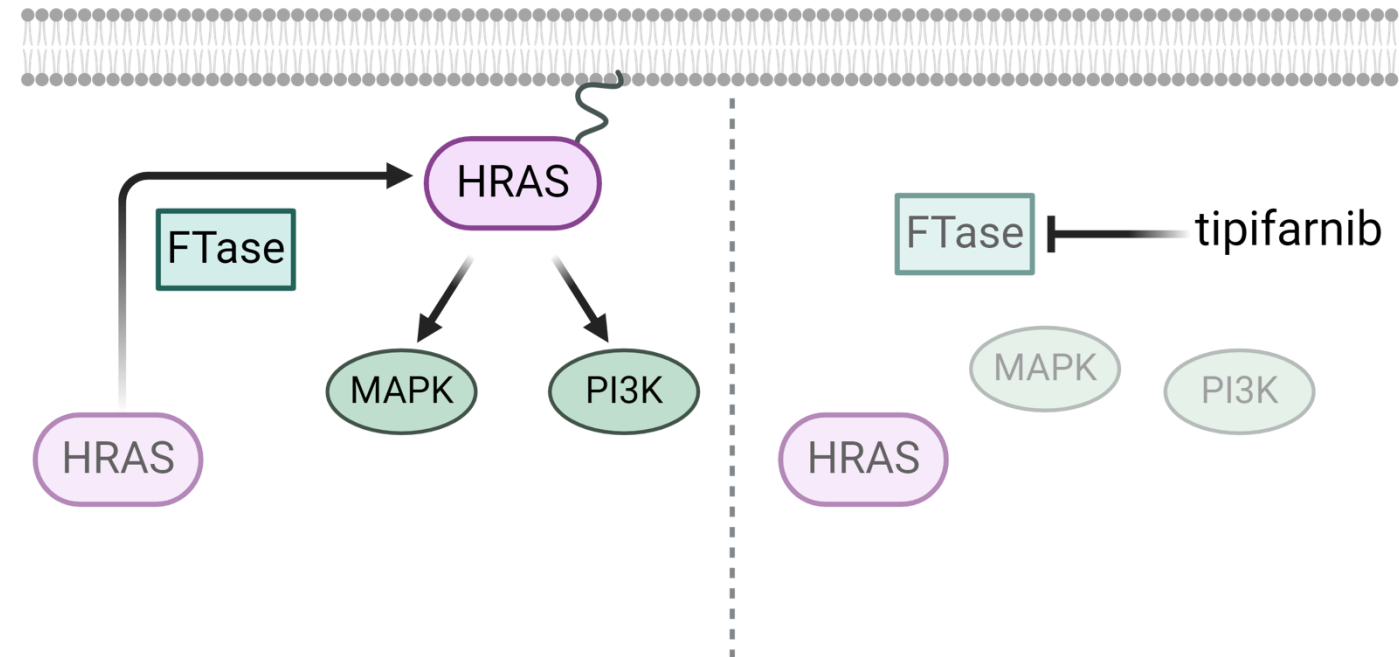 HRAS
FTase
MAPK
PI3K
HRAS
FTase
tipifarnib
MAPK
PI3K
HRAS